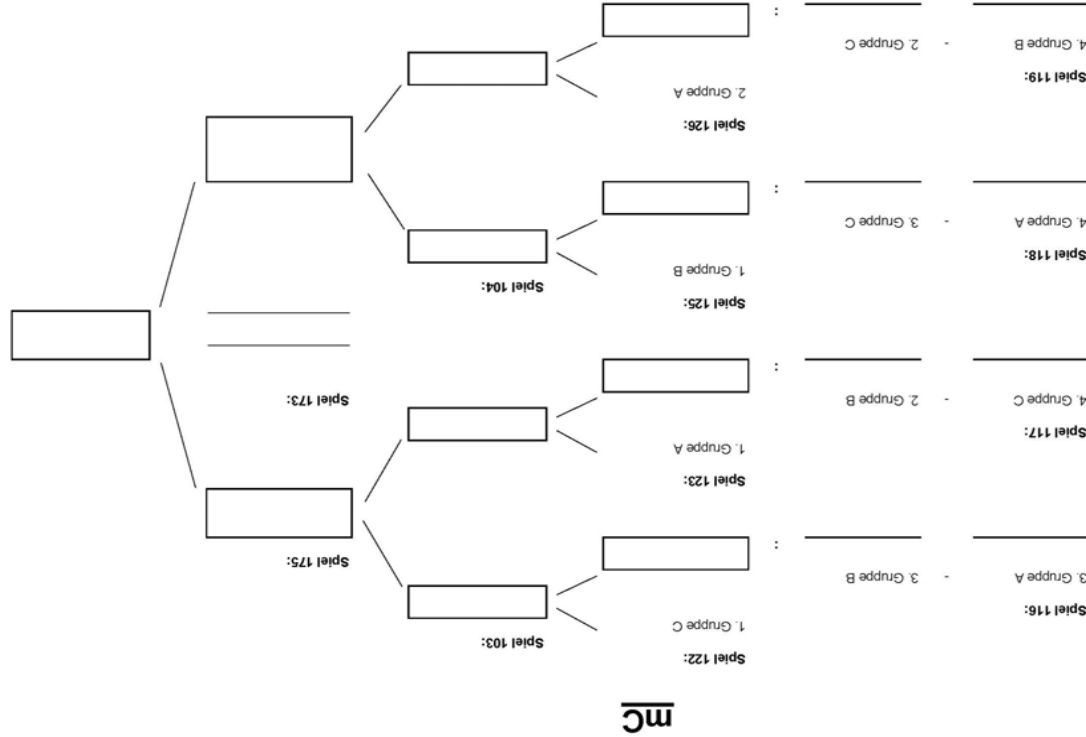 mC
Spiel 122:
Spiel 103:
1. Gruppe C
Spiel 116:
3. Gruppe A - 3. Gruppe B
Spiel 175:
:
Spiel 123:
1. Gruppe A
Spiel 117:
4. Gruppe C - 2. Gruppe B
Spiel 173:
:
Spiel 125:
Spiel 104:
1. Gruppe B
Spiel 118:
4. Gruppe A - 3. Gruppe C
:
Spiel 126:
2. Gruppe A
Spiel 119:
4. Gruppe B - 2. Gruppe C
: